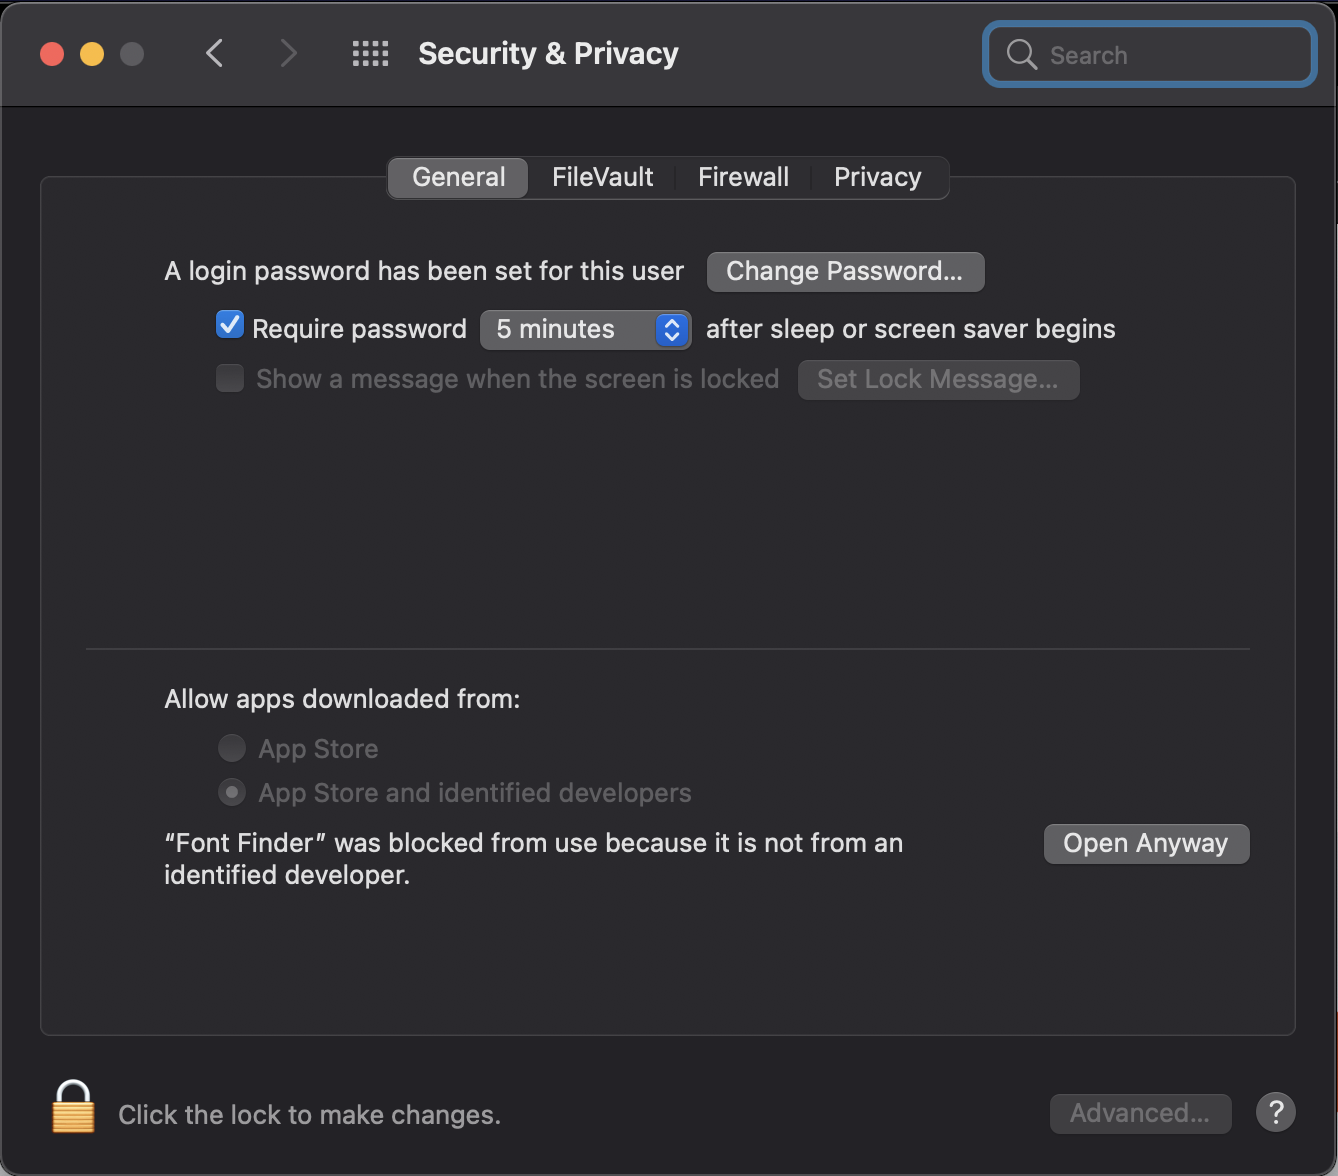 Security & Privacy
Search
General FileVault Firewall Privacy
A login password has been set for this user Change Password...
Require password 5 minutes after sleep or screen saver begins
Show a message when the screen is locked Set Lock Message...
Allow apps downloaded from:
App Store
App Store and identified developers
“Font Finder” was blocked from use because it is not from an Open Anyway
identified developer.
Click the lock to make changes. Advanced... ?